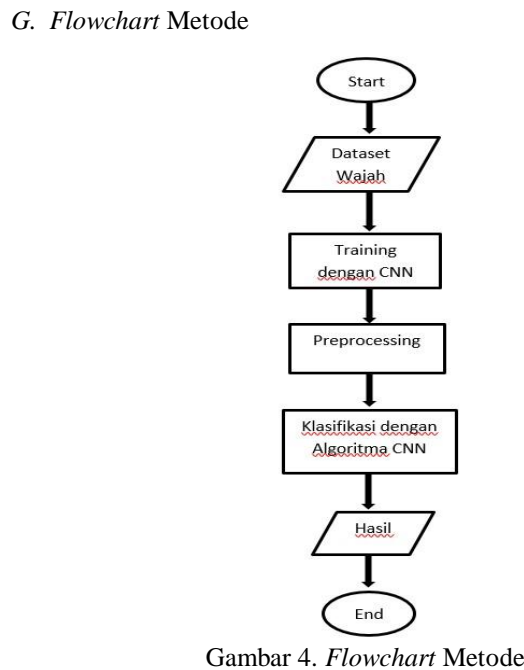 G. Flowchart Metode
Start
Dataset
Wajah
Training
dengan CNN
Preprocessing
Klasifikasi dengan
Algoritma CNN
Hasil
End
Gambar 4. Flowchart Metode